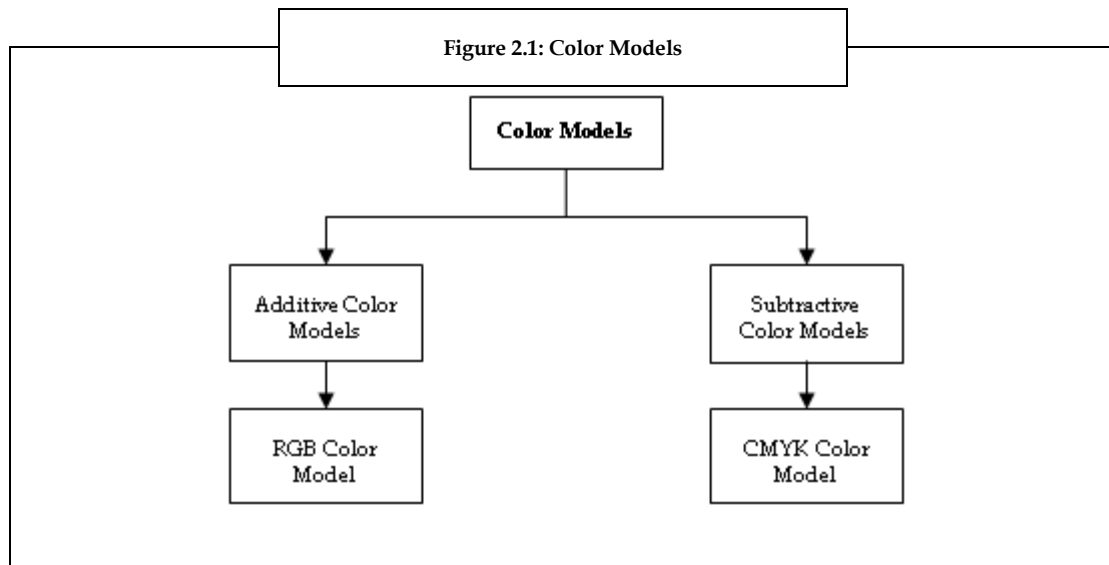 Figure 2.1: Color Models
Color Models
Additive Color
Models
Subtractive
Color Models
RGB Color
Model
CMYK Color
Model